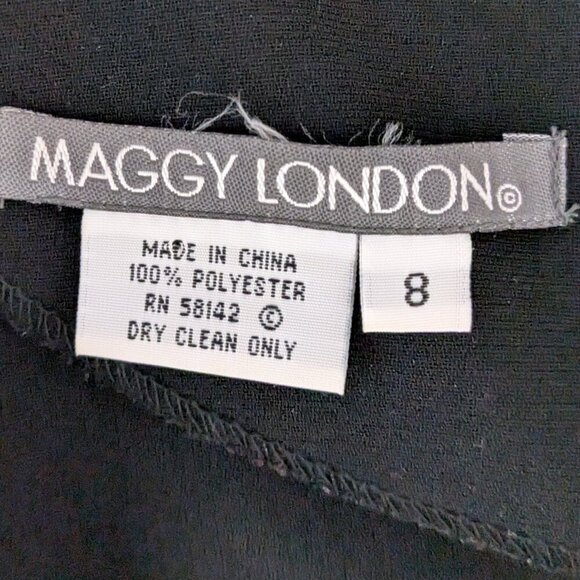 MAGGY LONDON©
MADE IN CHINA
100% POLYESTER
RN 58142 ©
DRY CLEAN ONLY
8